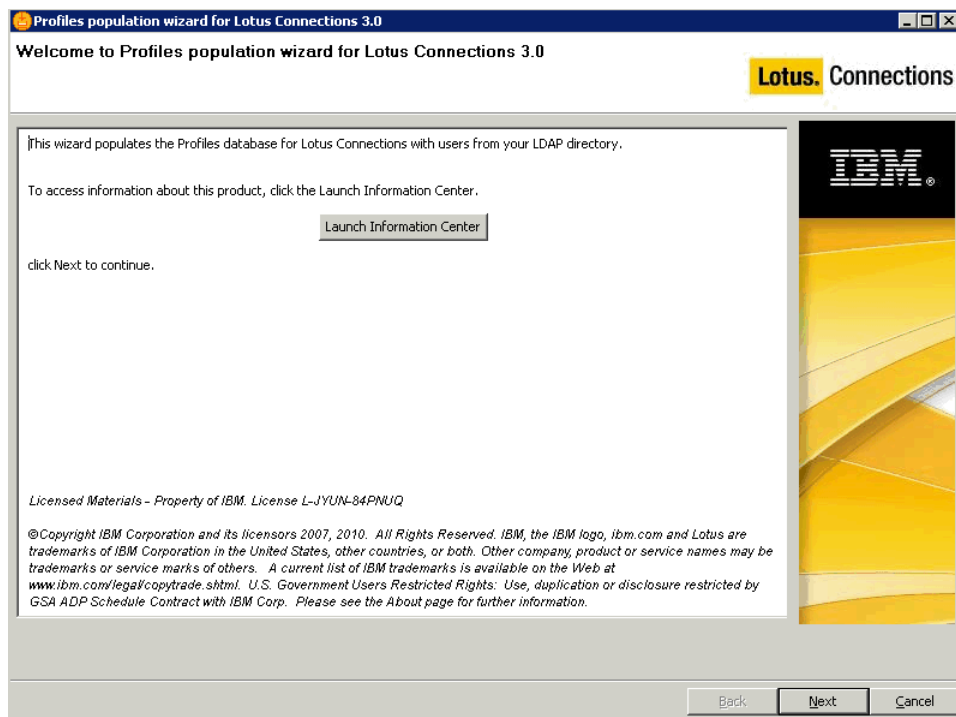 Profiles population wizard for Lotus Connections 3.0
Welcome to Profiles population wizard for Lotus Connections 3.0
Lotus. Connections
This wizard populates the Profiles database for Lotus Connections with users from your LDAP directory.
IBM®
To access information about this product, click the Launch Information Center.
Launch Information Center
click Next to continue.
Licensed Materials - Property of IBM. License L-JYUN-84PNUQ
©Copyright IBM Corporation and its licensors 2007, 2010. All Rights Reserved. IBM, the IBM logo, ibm.com and Lotus are
trademarks of IBM Corporation in the United States, other countries, or both. Other company, product or service names may be
trademarks or service marks of others. A current list of IBM trademarks is available on the Web at
www.ibm.com/legal/copytrade.shtml. U.S. Government Users Restricted Rights: Use, duplication or disclosure restricted by
GSA ADP Schedule Contract with IBM Corp. Please see the About page for further information.
Back
Next
Cancel